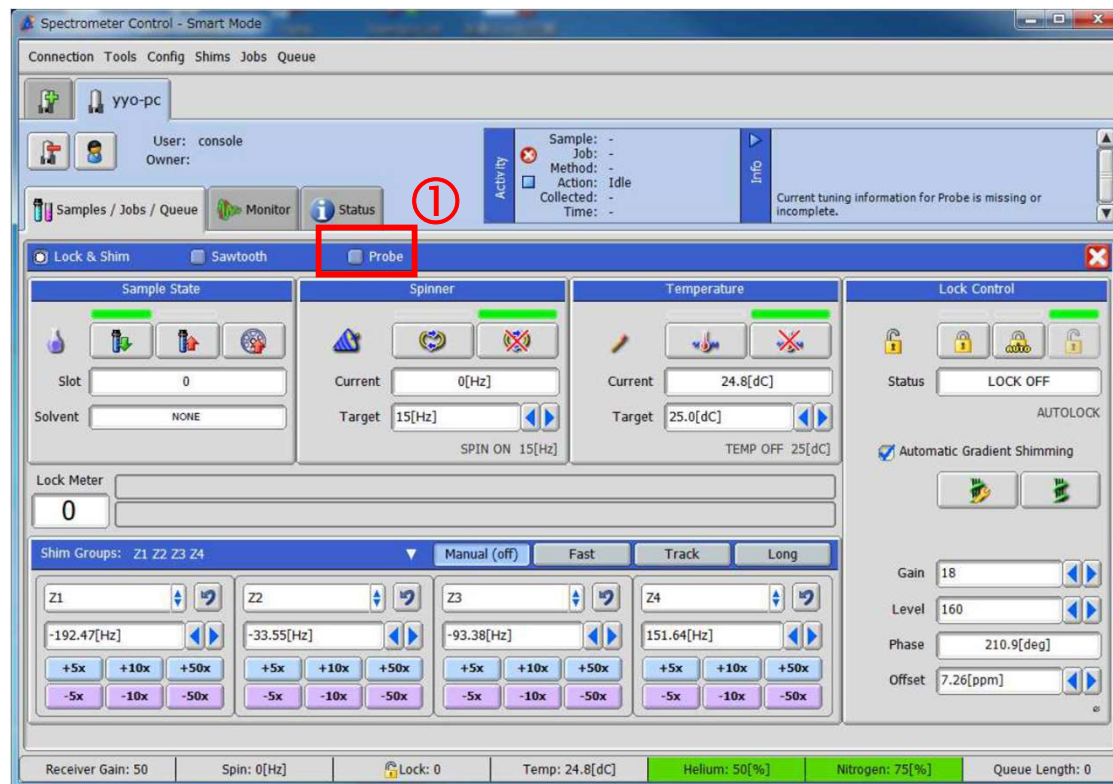 Spectrometer Control - Smart Mode
Connection Tools Config Shims Jobs Queue
yyo-pc
User: console
Owner:
Activity
Sample: -
Job: -
Method: -
Action: Idle
Collected: -
Time: -
Info
Current tuning information for Probe is missing or
incomplete.
Samples / Jobs / Queue Monitor Status
①
Lock & Shim Sawtooth Probe
Sample State
Slot 0
Solvent NONE
Spinner
Current 0[Hz]
Target 15[Hz]
SPIN ON 15[Hz]
Temperature
Current 24.8[dC]
Target 25.0[dC]
TEMP OFF 25[dC]
Lock Control
auto
Status LOCK OFF
AUTOLOCK
Automatic Gradient Shimming
Gain 18
Level 160
Phase 210.9[deg]
Offset 7.26[ppm]
Lock Meter
0
Shim Groups: Z1 Z2 Z3 Z4 Manual (off) Fast Track Long
Z1 Z2 Z3 Z4
-192.47[Hz] -33.55[Hz] -93.38[Hz] 151.64[Hz]
+5x +10x +50x +5x +10x +50x +5x +10x +50x +5x +10x +50x
-5x -10x -50x -5x -10x -50x -5x -10x -50x -5x -10x -50x
Receiver Gain: 50 Spin: 0[Hz] Lock: 0 Temp: 24.8[dC] Helium: 50[%] Nitrogen: 75[%] Queue Length: 0